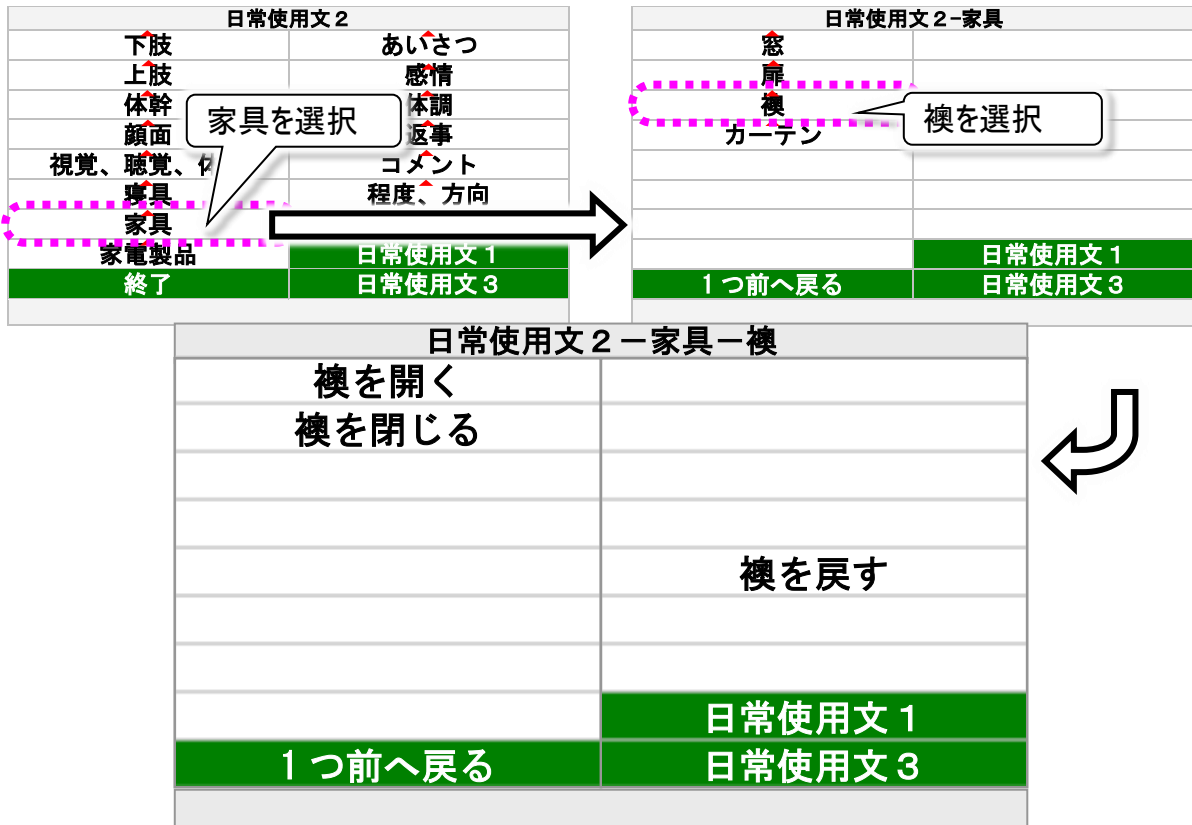 日常使用文２
下肢 あいさつ
上肢 感情
体幹 体調
顔面 返事
視覚、聴覚、 コメント
寝具 程度、方向
家具
家電製品 日常使用文１
終了 日常使用文３
家具を選択
日常使用文２-家具
窓
扉
襖
カーテン
日常使用文１
１つ前へ戻る 日常使用文３
襖を選択
日常使用文２－家具－襖
襖を開く
襖を閉じる
襖を戻す
日常使用文１
１つ前へ戻る 日常使用文３